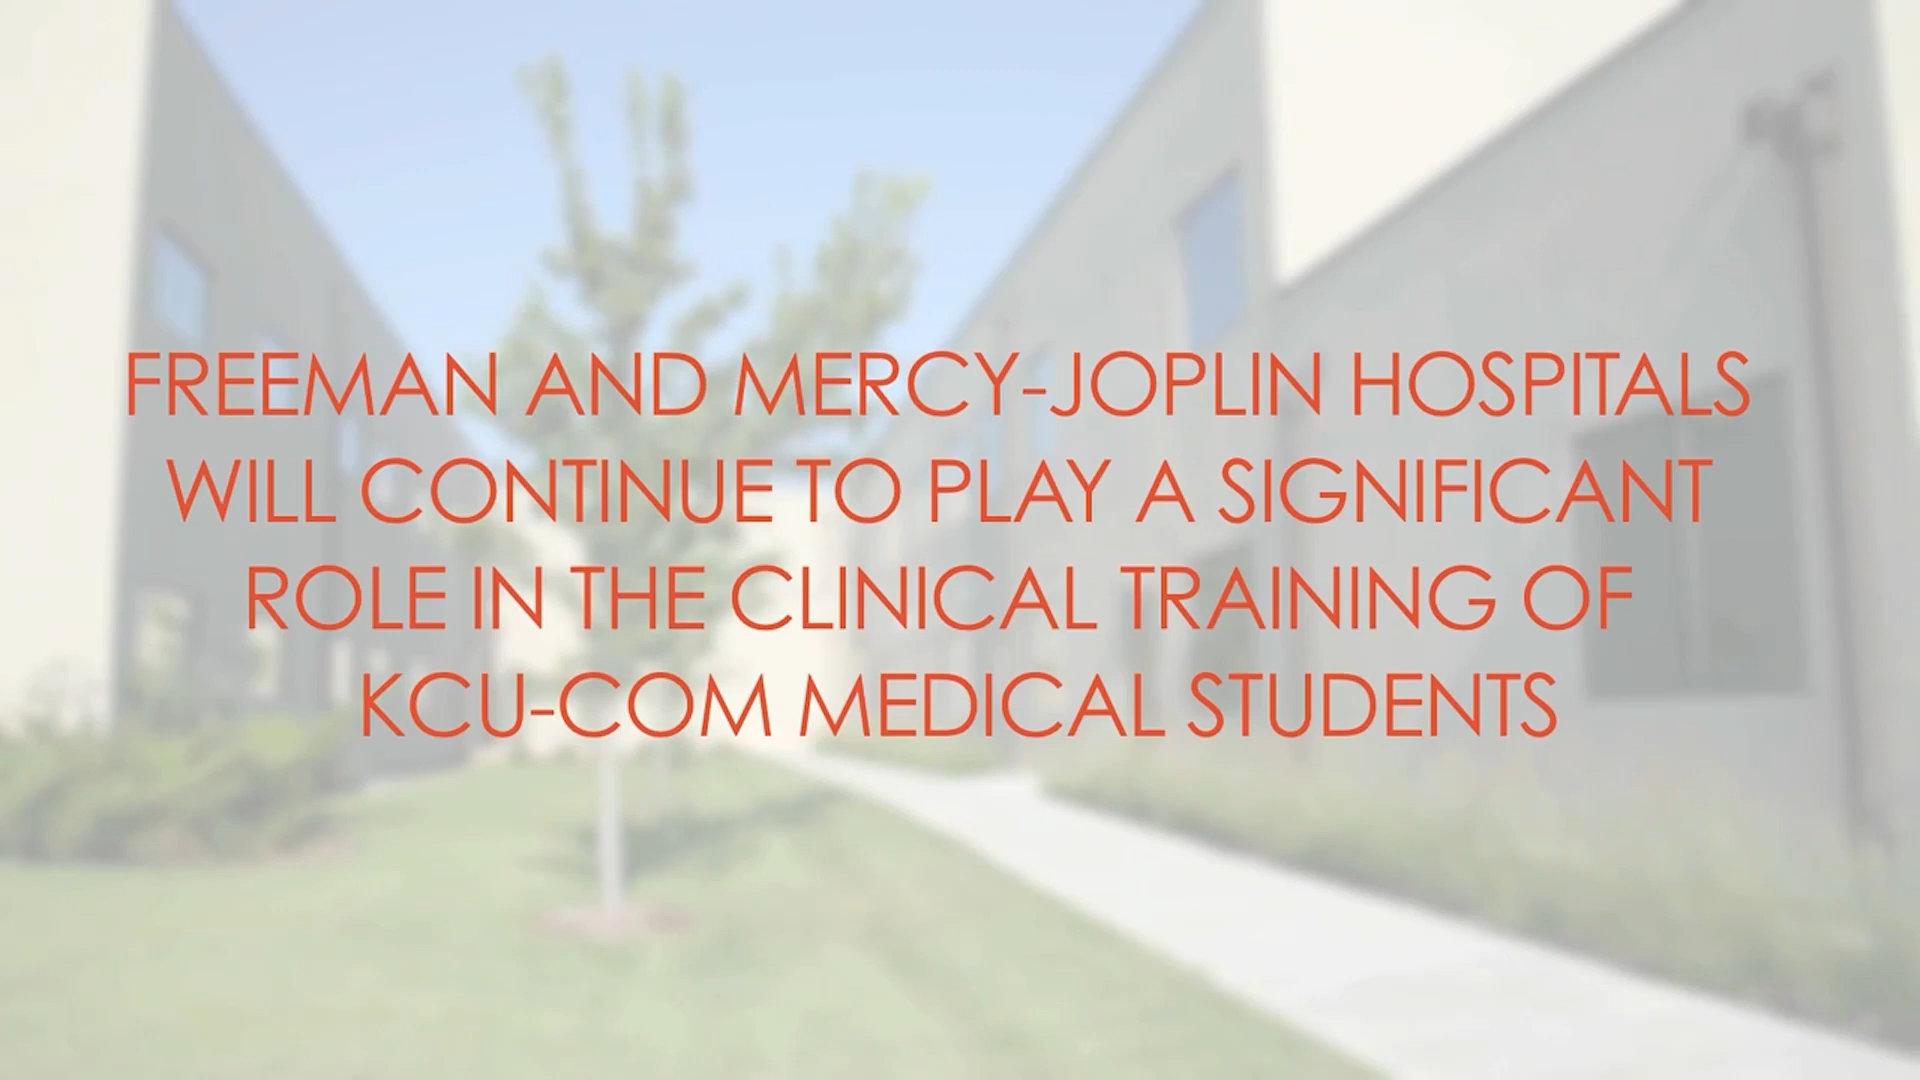 FREEMAN AND MERCY-JOPLIN HOSPITALS
WILL CONTINUE TO PLAY A SIGNIFICANT
ROLE IN THE CLINICAL TRAINING OF
KCU-COM MEDICAL STUDENTS